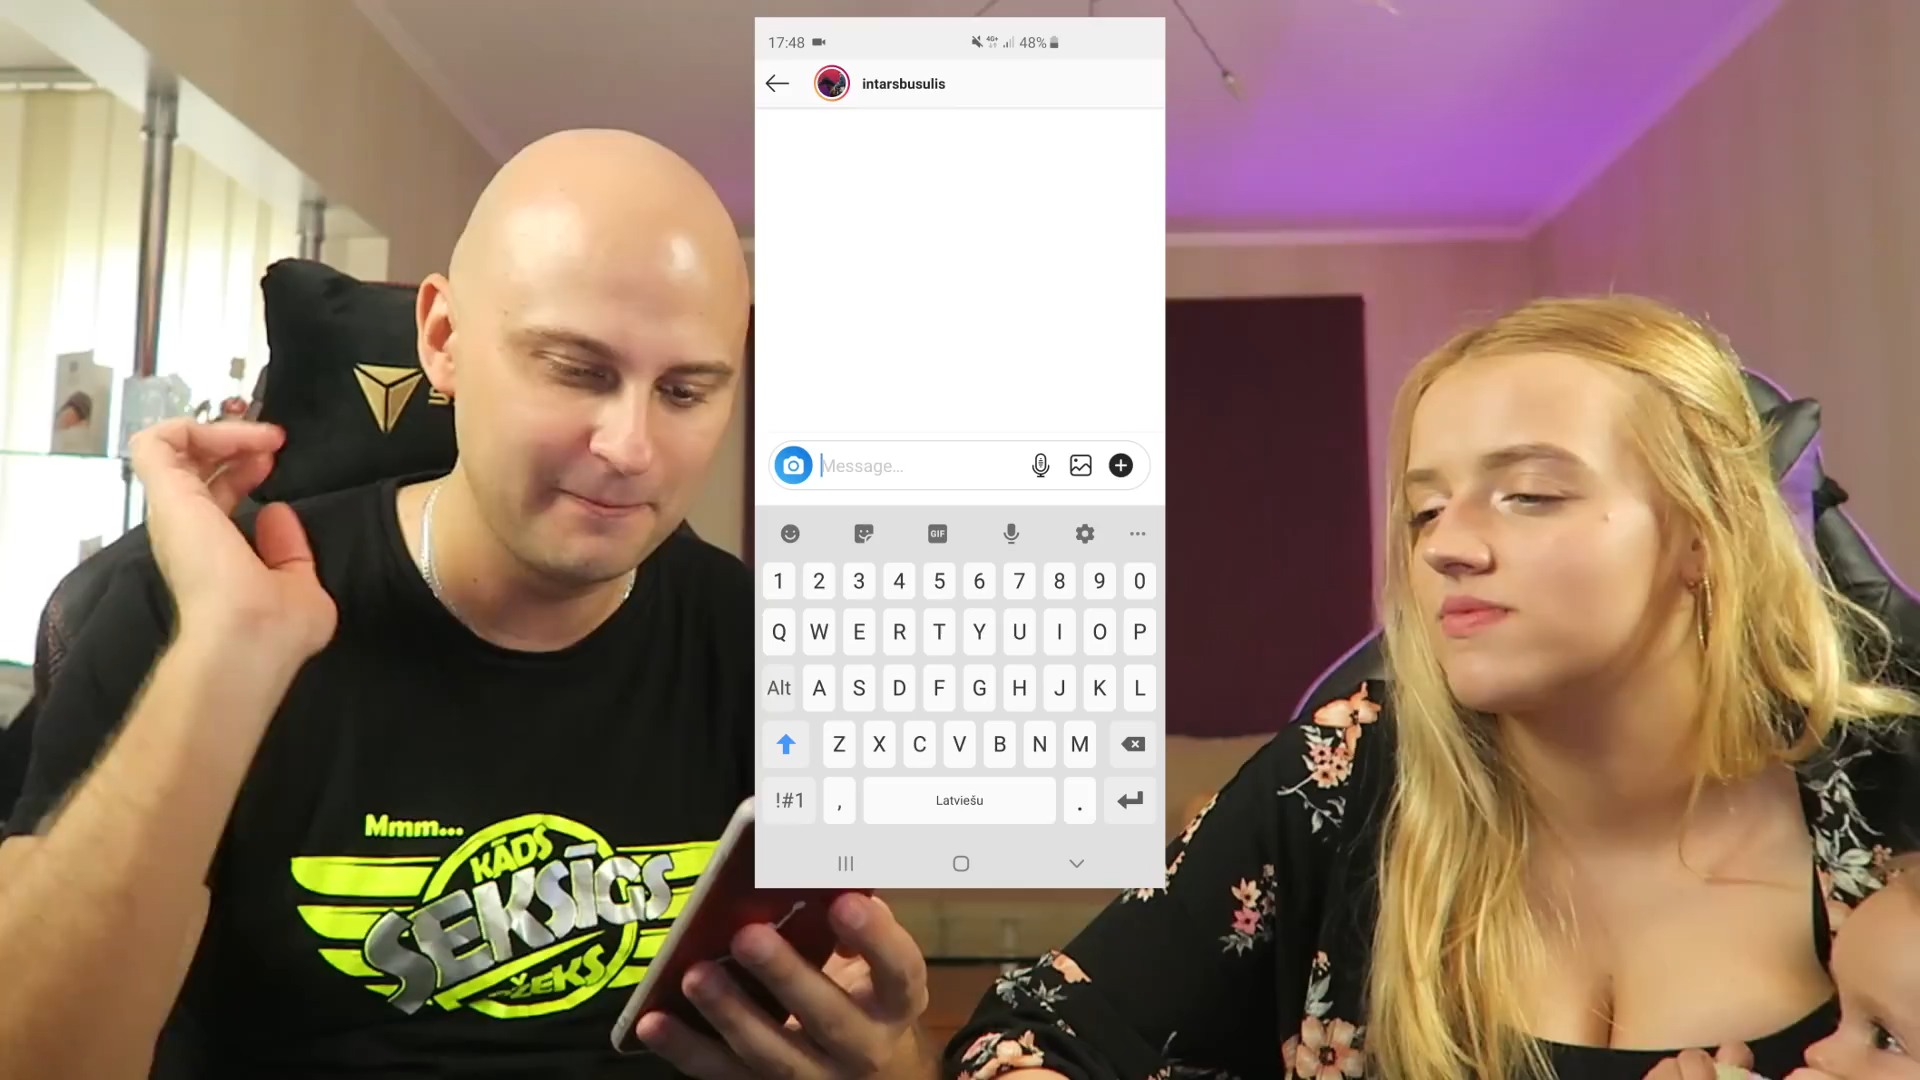 17:48
4G+
48%
intarsbusulis
Message...
GIF
1 2 3 4 5 6 7 8 9 0
Q W E R T Y U I O P
Alt A S D F G H J K L
Z X C V B N M
!#1 , Latviešu .
Mmm...
KĀDS
SEKSĪGS